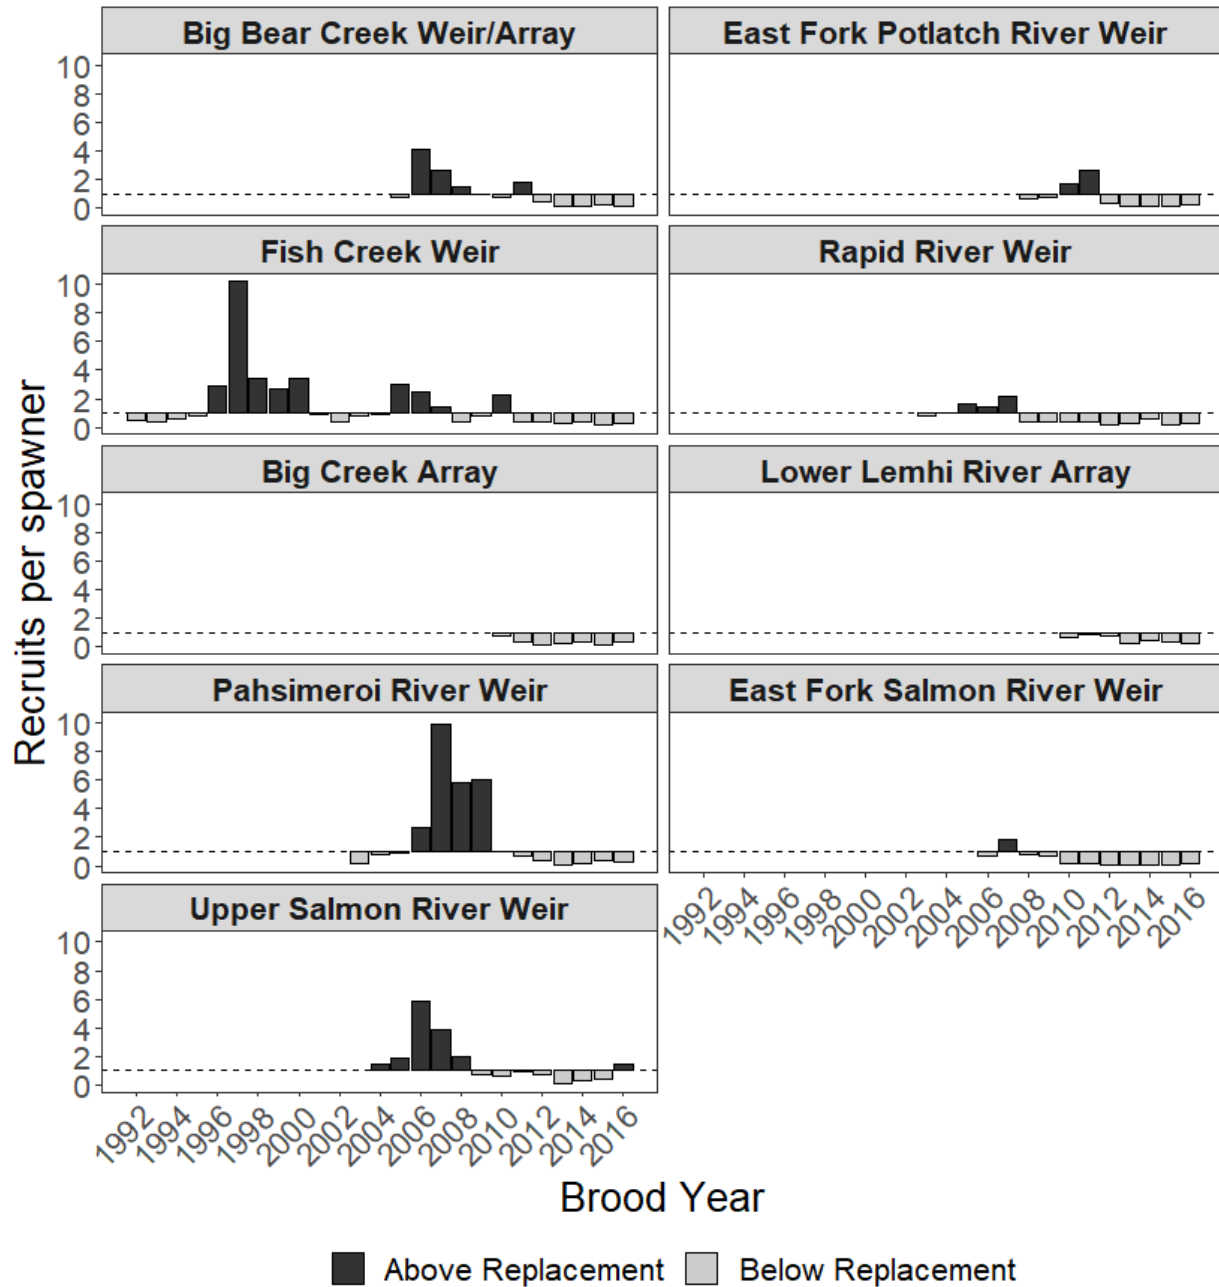 Big Bear Creek Weir/Array
East Fork Potlatch River Weir
10
8
6
4
2
0
Fish Creek Weir
Rapid River Weir
10
8
6
4
2
0
Big Creek Array
Lower Lemhi River Array
10
8
6
4
2
0
Pahsimeroi River Weir
East Fork Salmon River Weir
10
8
6
4
2
0
1992 1994 1996 1998 2000 2002 2004 2006 2008 2010 2012 2014 2016
Upper Salmon River Weir
10
8
6
4
2
0
1992 1994 1996 1998 2000 2002 2004 2006 2008 2010 2012 2014 2016
Recruits per spawner
Brood Year
Above Replacement Below Replacement